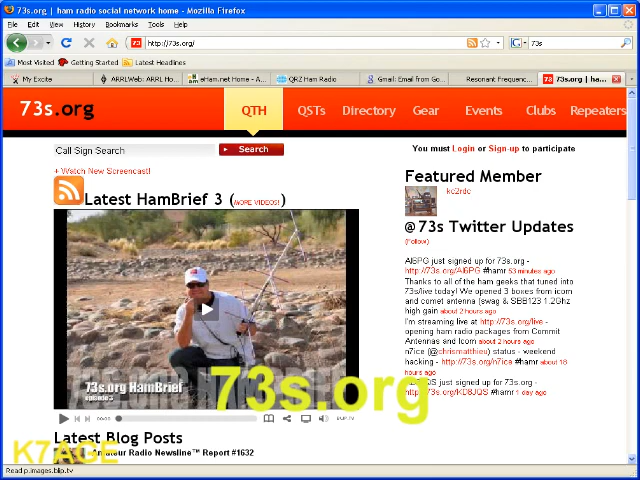 73s.org | ham radio social network home - Mozilla Firefox
File Edit View History Bookmarks Tools Help
http://73s.org/
73s
Most Visited Getting Started Latest Headlines
My Excite
ARRLWeb: ARRL Ho...
eHam.net Home - A...
QRZ Ham Radio
Gmail: Email from Go...
Resonant Frequenc...
73s.org | ha...
73s.org
QTH QSTs Directory Gear Events Clubs Repeaters
Call Sign Search
Search
You must Login or Sign-up to participate
+ Watch New Screencast!
Latest HamBrief 3 (MORE VIDEOS!)
73s.org HamBrief
episode 3
00:00
blip.tv
Featured Member
kc2rdc
@73s Twitter Updates
(Follow)
AI6PG just signed up for 73s.org -
http://73s.org/AI6PG #hamr 53 minutes ago
Thanks to all of the ham geeks that tuned into
73s/live today! We opened 3 boxes from icom
and comet antenna (swag & SBB123 1.2Ghz
high gain about 2 hours ago
I'm streaming live at http://73s.org/live -
opening ham radio packages from Commit
Antennas and Icom about 2 hours ago
n7ice (@chrismatthieu) status - weekend
hacking - http://73s.org/n7ice #hamr about 18
hours ago
just signed up for 73s.org -
http://73s.org/KD8JQS #hamr 1 day ago
73s.org
Latest Blog Posts
Amateur Radio Newsline™ Report #1632
K7AGE
Read p.images.blip.tv